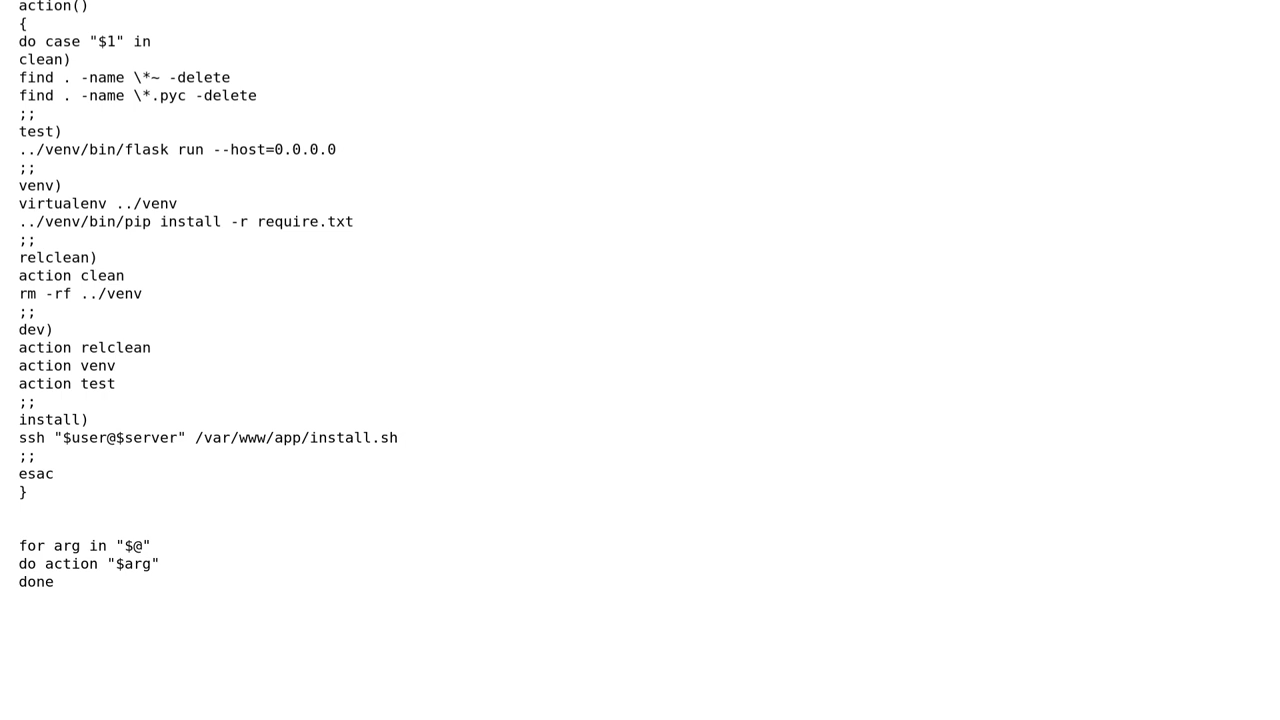 action()
{
do case "$1" in
clean)
find . -name \*~ -delete
find . -name \*.pyc -delete
;;
test)
../venv/bin/flask run --host=0.0.0.0
;;
venv)
virtualenv ../venv
../venv/bin/pip install -r require.txt
;;
relclean)
action clean
rm -rf ../venv
;;
dev)
action relclean
action venv
action test
;;
install)
ssh "$user@$server" /var/www/app/install.sh
;;
esac
}
for arg in "$@"
do action "$arg"
done